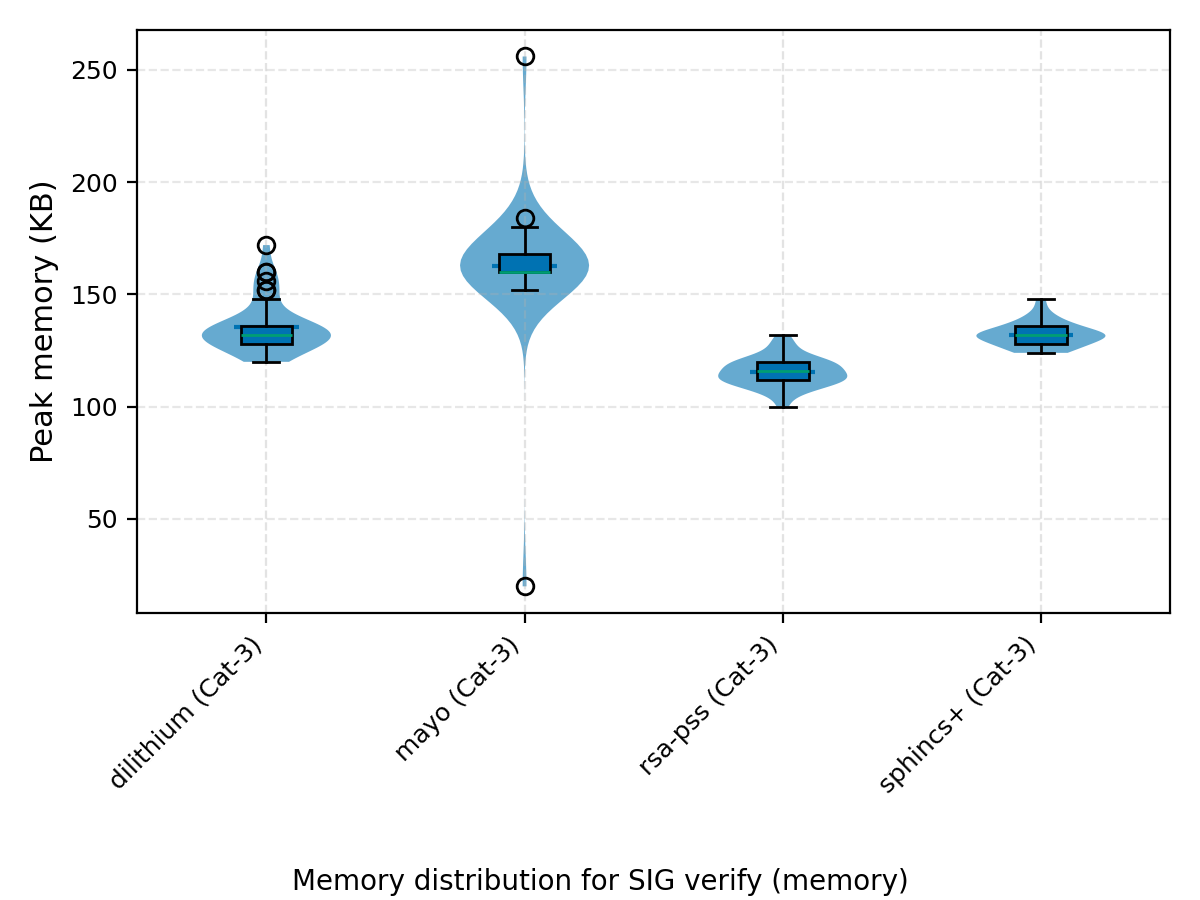 Peak memory (KB)
250
200
150
100
50
dilithium (Cat-3)
mayo (Cat-3)
rsa-pss (Cat-3)
sphincs+ (Cat-3)
Memory distribution for SIG verify (memory)